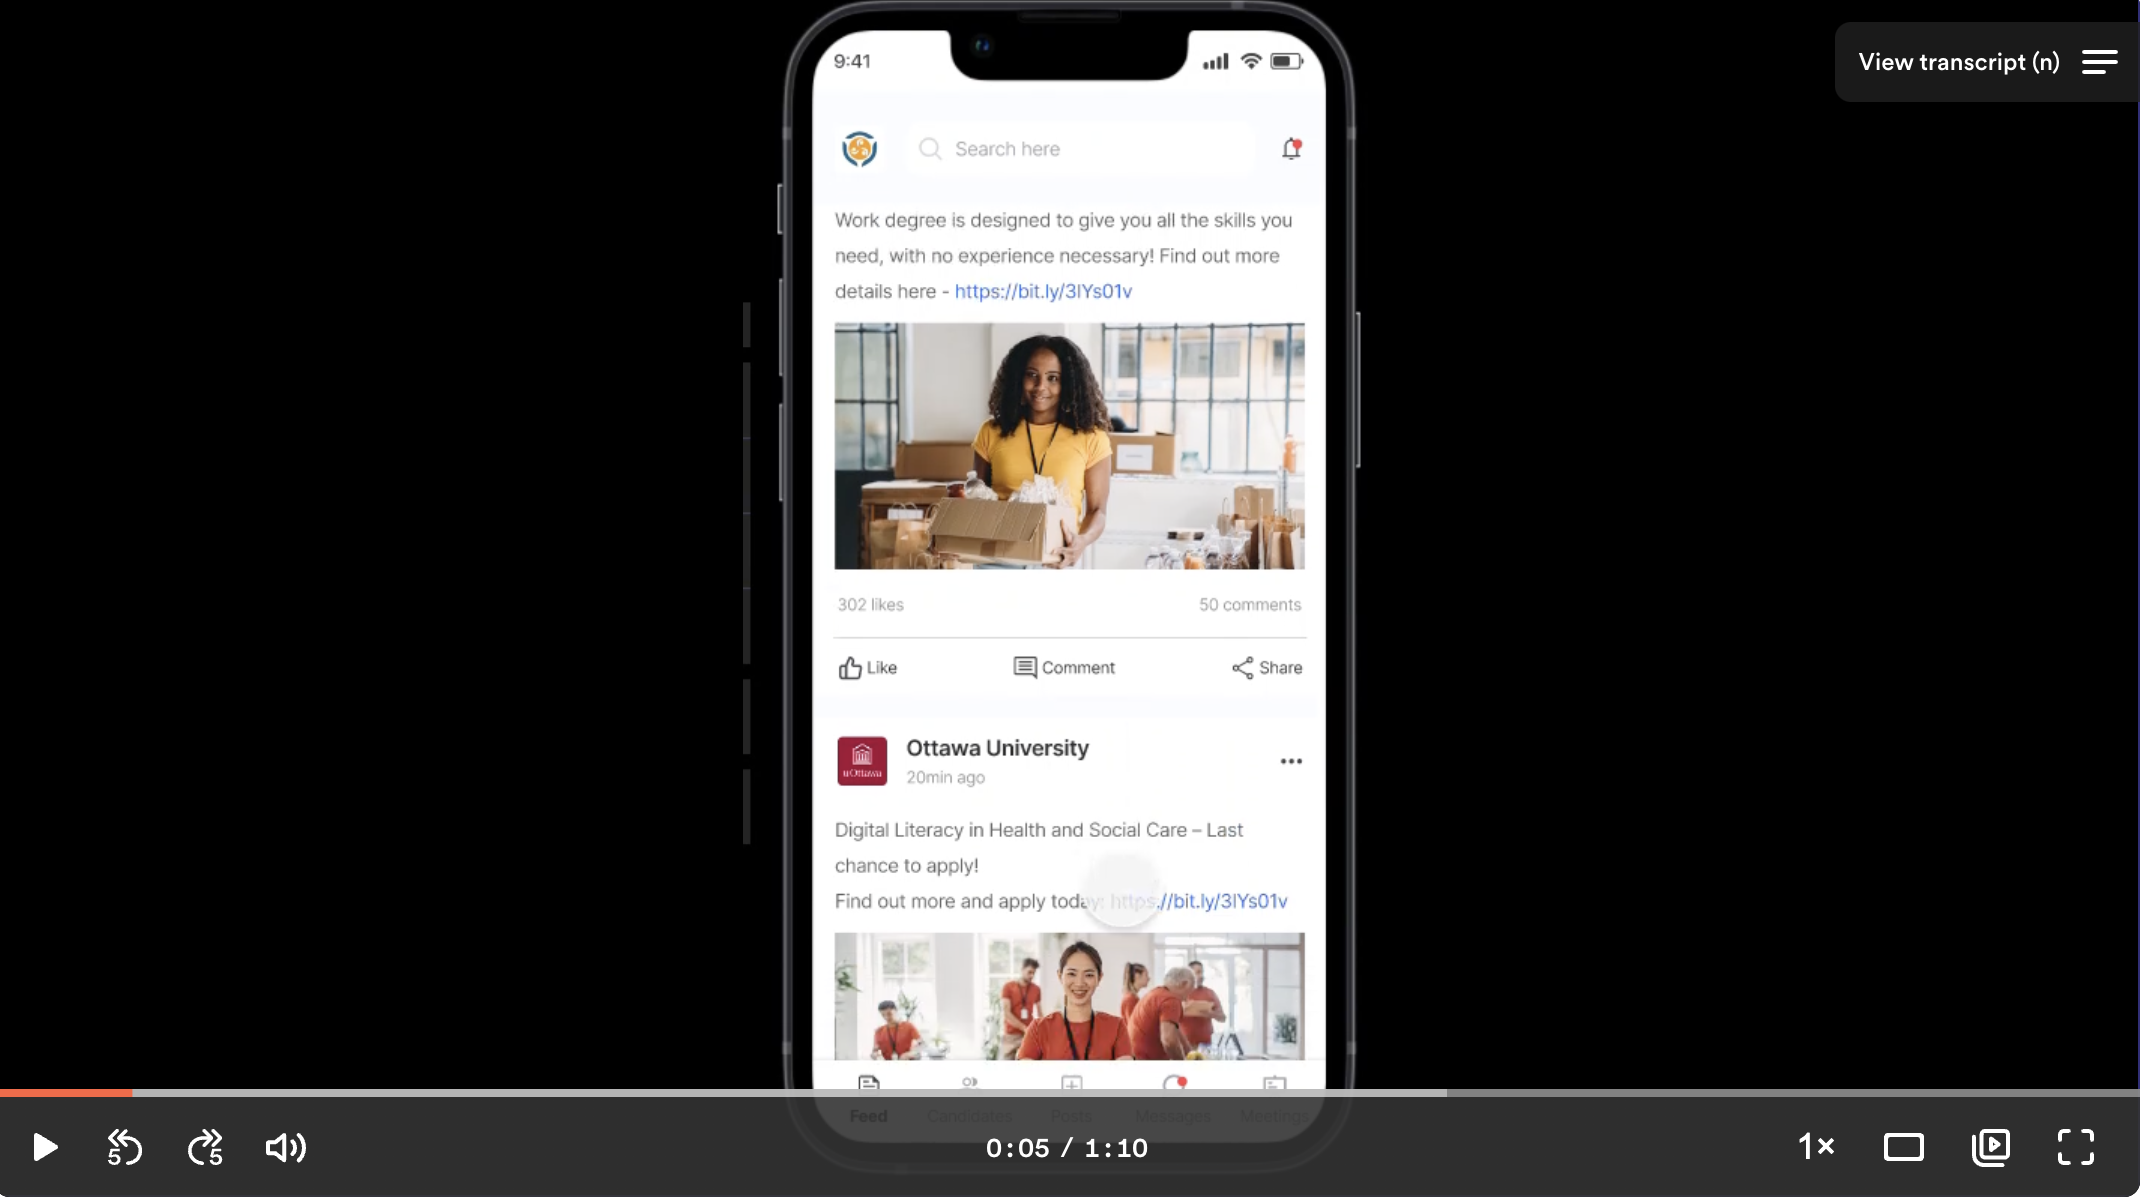 9:41
View transcript (n)
Search here
Work degree is designed to give you all the skills you
need, with no experience necessary! Find out more
details here - https://bit.ly/3lYs01v
302 likes
50 comments
Like
Comment
Share
Ottawa University
uOttawa
20min ago
Digital Literacy in Health and Social Care – Last
chance to apply!
Find out more and apply today: https://bit.ly/3lYs01v
Feed
Candidates
Posts
Messages
Meetings
5
5
0:05 / 1:10
1×